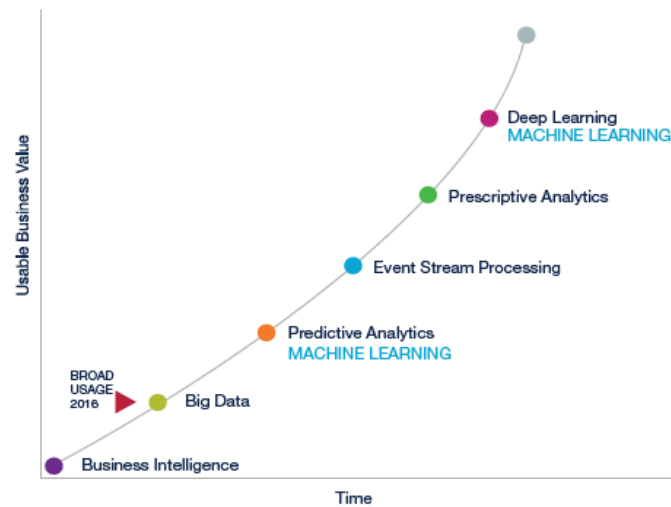 Usable Business Value
Deep Learning
MACHINE LEARNING
Prescriptive Analytics
Event Stream Processing
Predictive Analytics
MACHINE LEARNING
BROAD
USAGE
2016
Big Data
Business Intelligence
Time